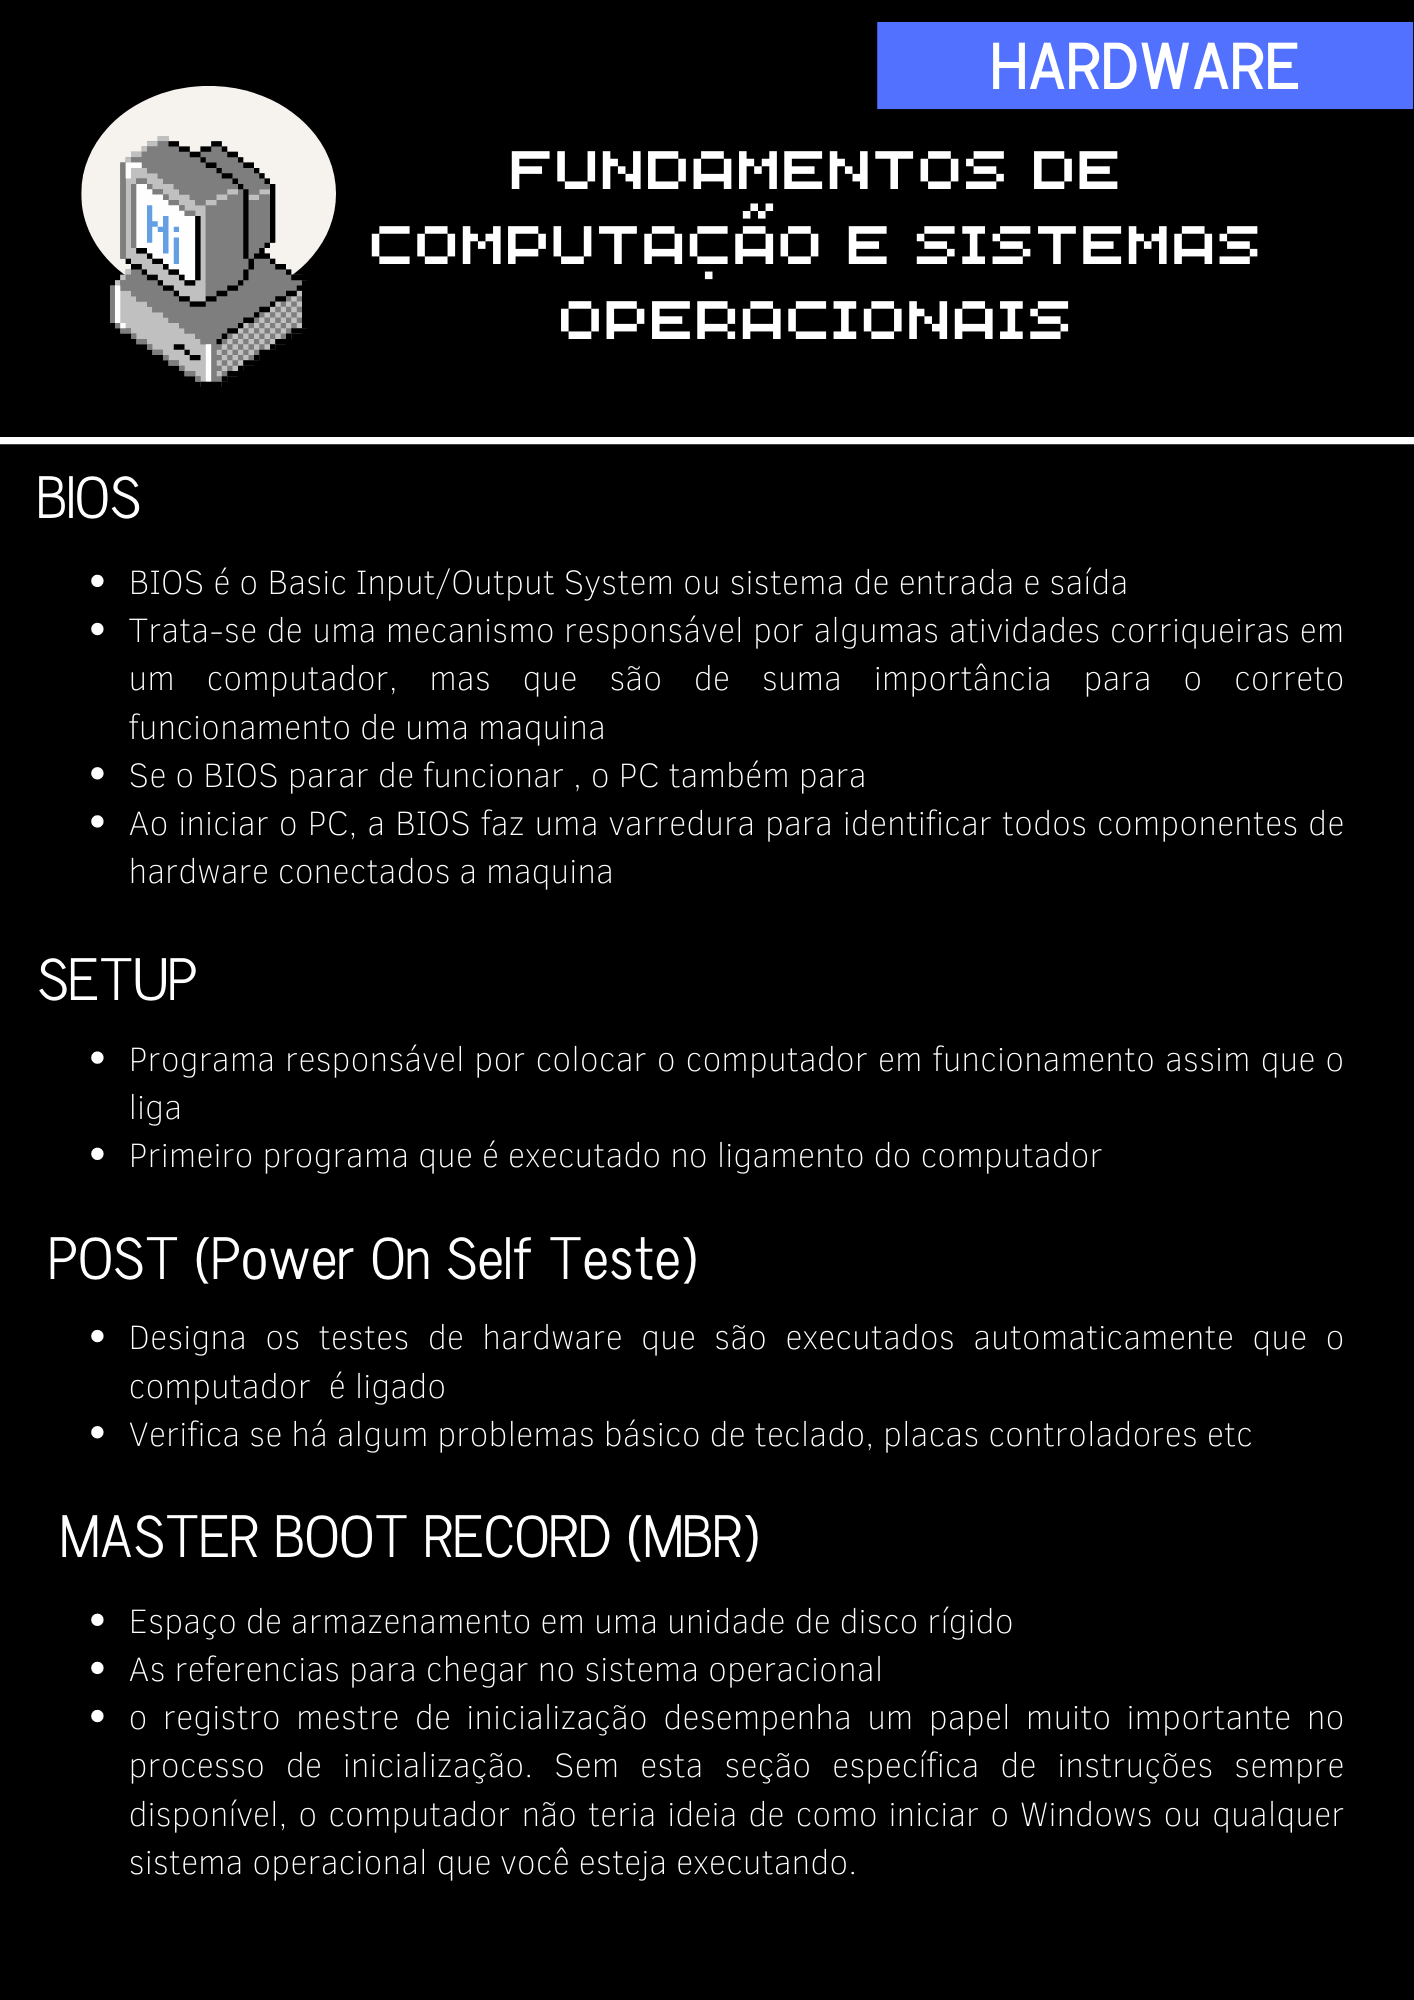 HARDWARE
Hi
FUNDAMENTOS DE
COMPUTAÇÃO E SISTEMAS
OPERACIONAIS
BIOS
• BIOS é o Basic Input/Output System ou sistema de entrada e saída
• Trata-se de uma mecanismo responsável por algumas atividades corriqueiras em
um computador, mas que são de suma importância para o correto
funcionamento de uma maquina
• Se o BIOS parar de funcionar , o PC também para
• Ao iniciar o PC, a BIOS faz uma varredura para identificar todos componentes de
hardware conectados a maquina
SETUP
• Programa responsável por colocar o computador em funcionamento assim que o
liga
• Primeiro programa que é executado no ligamento do computador
POST (Power On Self Teste)
• Designa os testes de hardware que são executados automaticamente que o
computador é ligado
• Verifica se há algum problemas básico de teclado, placas controladores etc
MASTER BOOT RECORD (MBR)
• Espaço de armazenamento em uma unidade de disco rígido
• As referencias para chegar no sistema operacional
• o registro mestre de inicialização desempenha um papel muito importante no
processo de inicialização. Sem esta seção específica de instruções sempre
disponível, o computador não teria ideia de como iniciar o Windows ou qualquer
sistema operacional que você esteja executando.